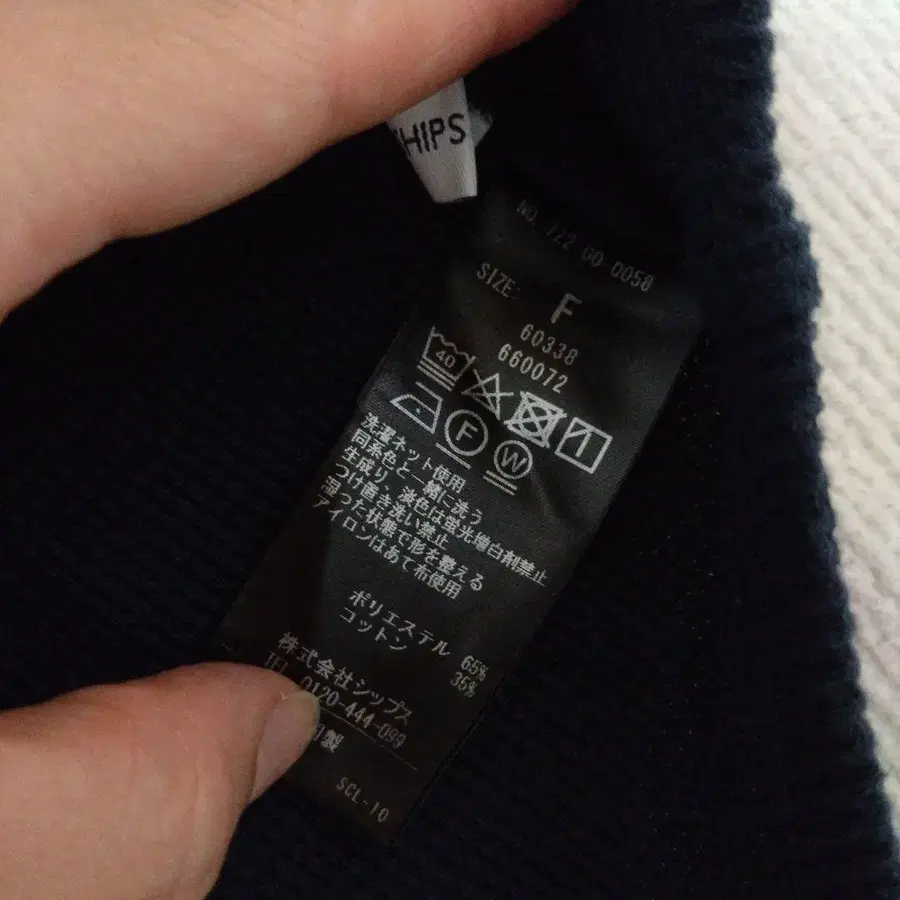 SHIPS
NO. 722 00 0058
SIZE: F
60338
660072
40
F W
洗濯ネット使用
同系色と一緒に洗う
生成り、淡色は蛍光増白剤禁止
つけ置き洗い禁止
湿った状態で形を整える
アイロンはあて布使用
ポリエステル 65%
コットン 35%
株式会社シップス
TEL 0120-444-099
製
SCL-10